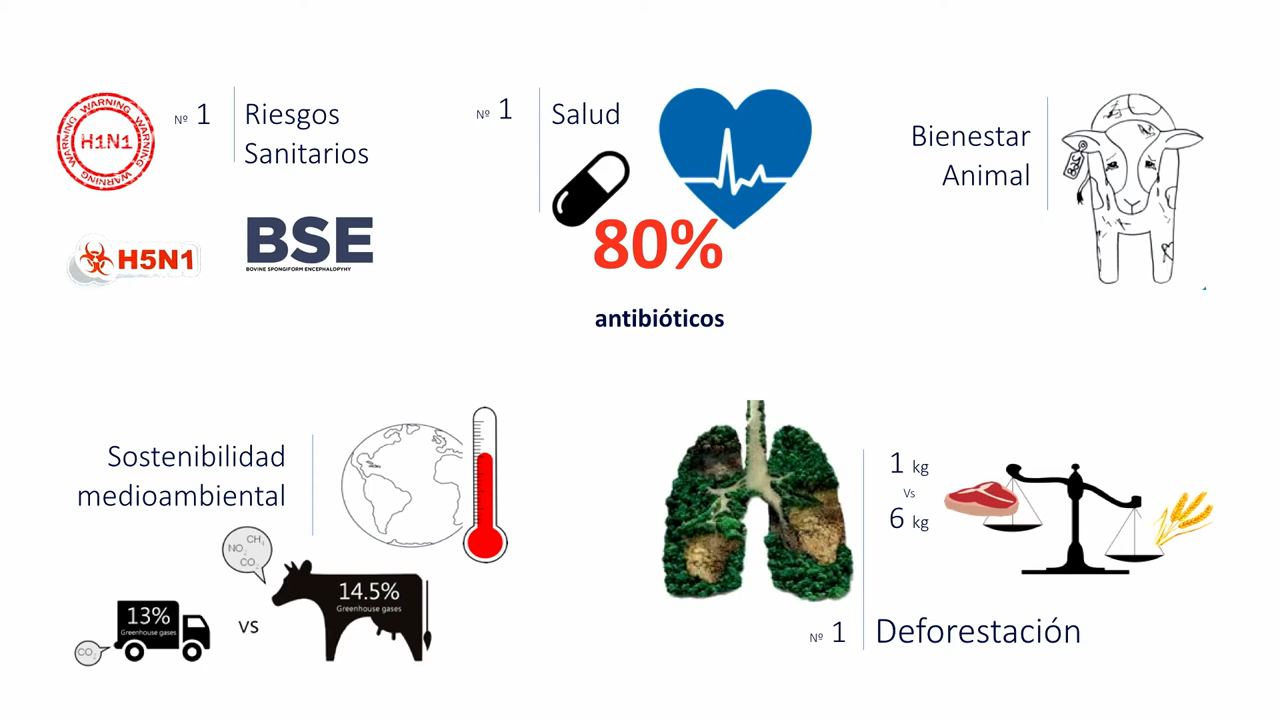 WARNING
WARNING
H1N1
WARNING
WARNING
Nº 1
Riesgos
Sanitarios
H5N1
BSE
BOVINE SPONGIFORM ENCEPHALOPYHY
Nº 1
Salud
80%
antibióticos
Bienestar
Animal
Sostenibilidad
medioambiental
CH4
NO2
CO2
13%
Greenhouse gases
CO2
vs
14.5%
Greenhouse gases
1 kg
Vs
6 kg
Nº 1
Deforestación